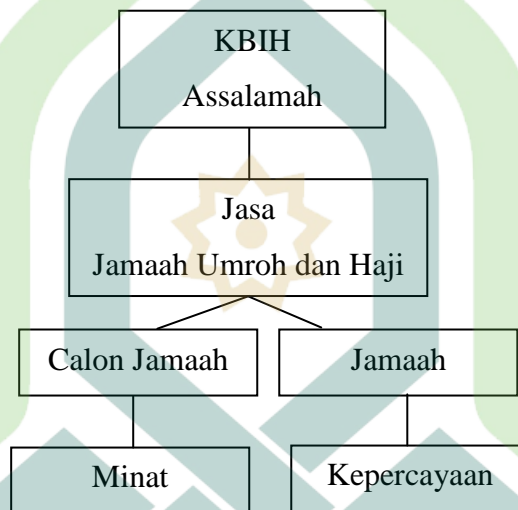 KBIH
Assalamah
Jasa
Jamaah Umroh dan Haji
Calon Jamaah
Jamaah
Minat
Kepercayaan